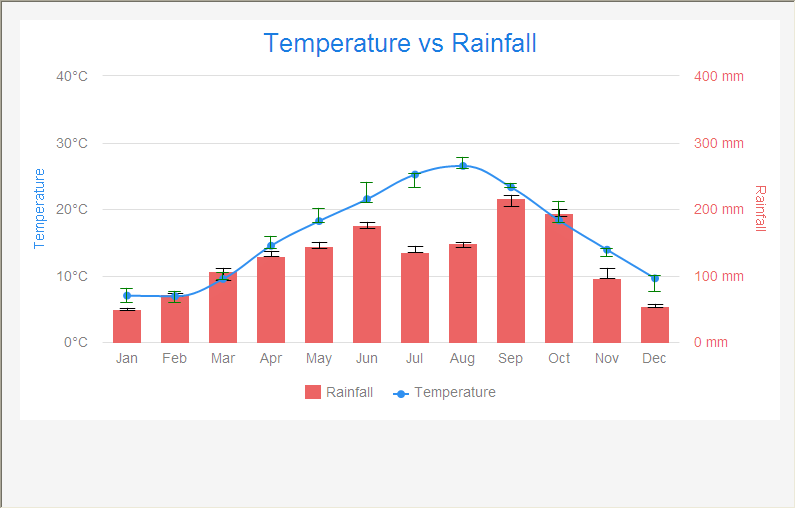 Temperature vs Rainfall
40°C
30°C
20°C
10°C
0°C
Temperature
400 mm
300 mm
200 mm
100 mm
0 mm
Rainfall
Jan Feb Mar Apr May Jun Jul Aug Sep Oct Nov Dec
Rainfall Temperature